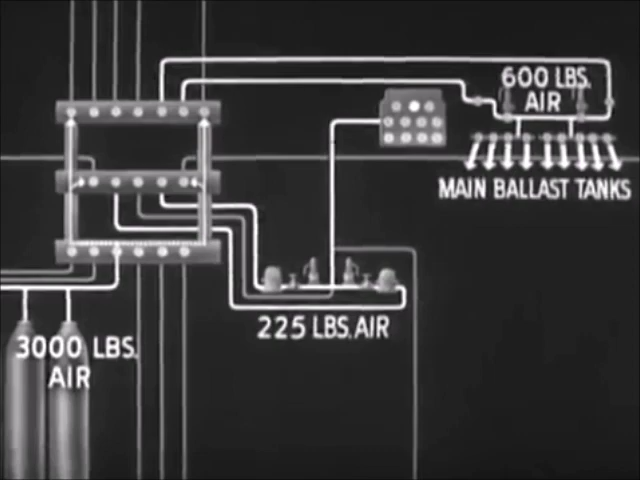 600 LBS.
AIR
MAIN BALLAST TANKS
225 LBS. AIR
3000 LBS.
AIR